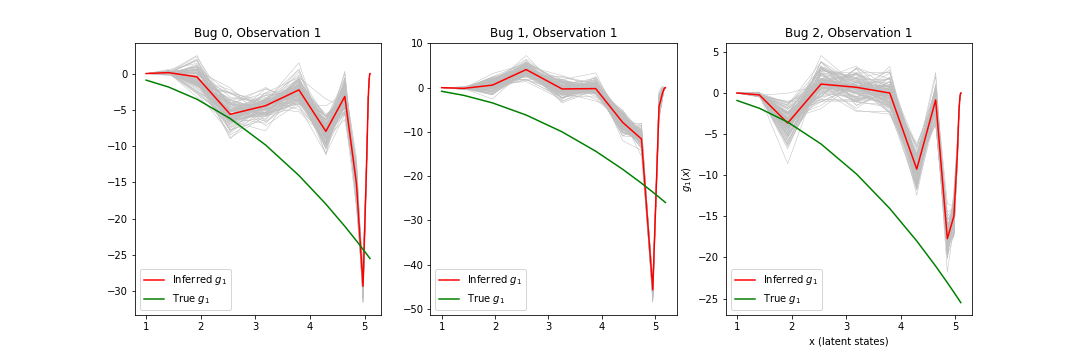 Bug 0, Observation 1
0
−5
−10
−15
−20
−25
−30
1 2 3 4 5
Inferred g₁
True g₁
Bug 1, Observation 1
10
0
−10
−20
−30
−40
−50
1 2 3 4 5
Inferred g₁
True g₁
Bug 2, Observation 1
g₁(x)
5
0
−5
−10
−15
−20
−25
1 2 3 4 5
x (latent states)
Inferred g₁
True g₁